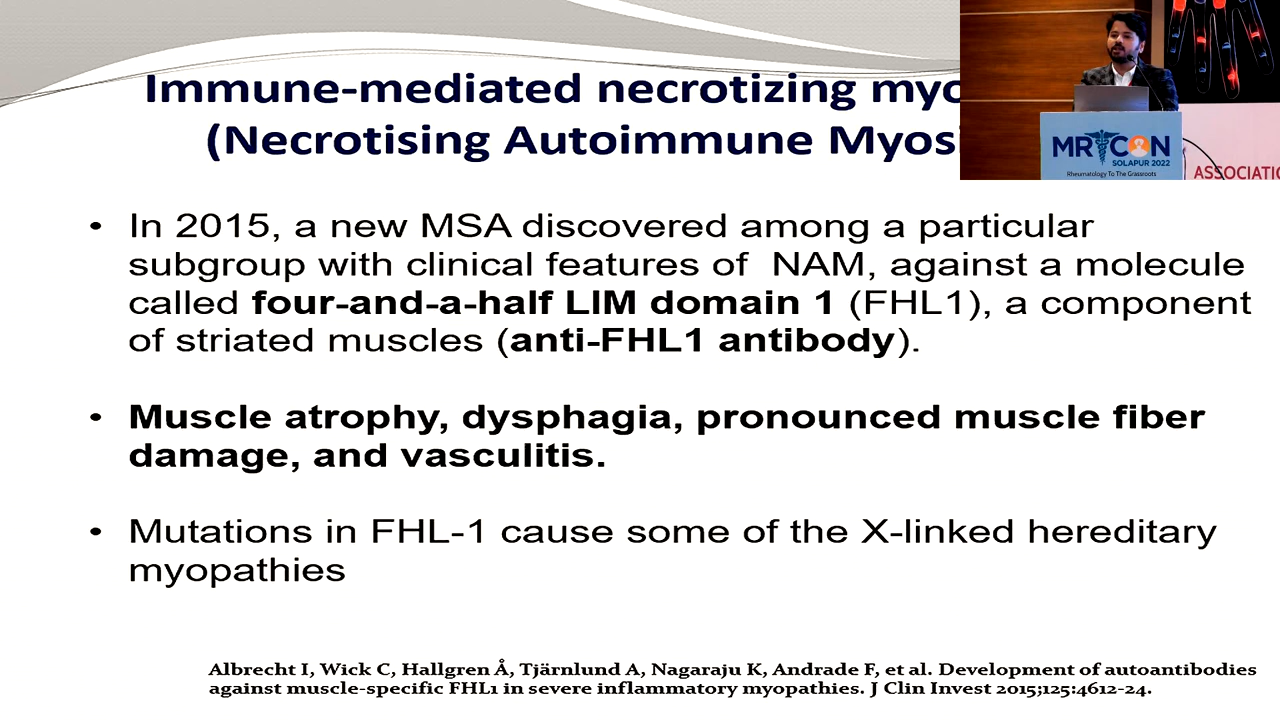 Immune-mediated necrotizing
(Necrotising Autoimmune
• In 2015, a new MSA discovered among a particular
subgroup with clinical features of NAM, against a molecule
called four-and-a-half LIM domain 1 (FHL1), a component
of striated muscles (anti-FHL1 antibody).
• Muscle atrophy, dysphagia, pronounced muscle fiber
damage, and vasculitis.
• Mutations in FHL-1 cause some of the X-linked hereditary
myopathies
Albrecht I, Wick C, Hallgren Å, Tjärnlund A, Nagaraju K, Andrade F, et al. Development of autoantibodies
against muscle-specific FHL1 in severe inflammatory myopathies. J Clin Invest 2015;125:4612-24.
MRCON
SOLAPUR 2022
Rheumatology To The Grassroots